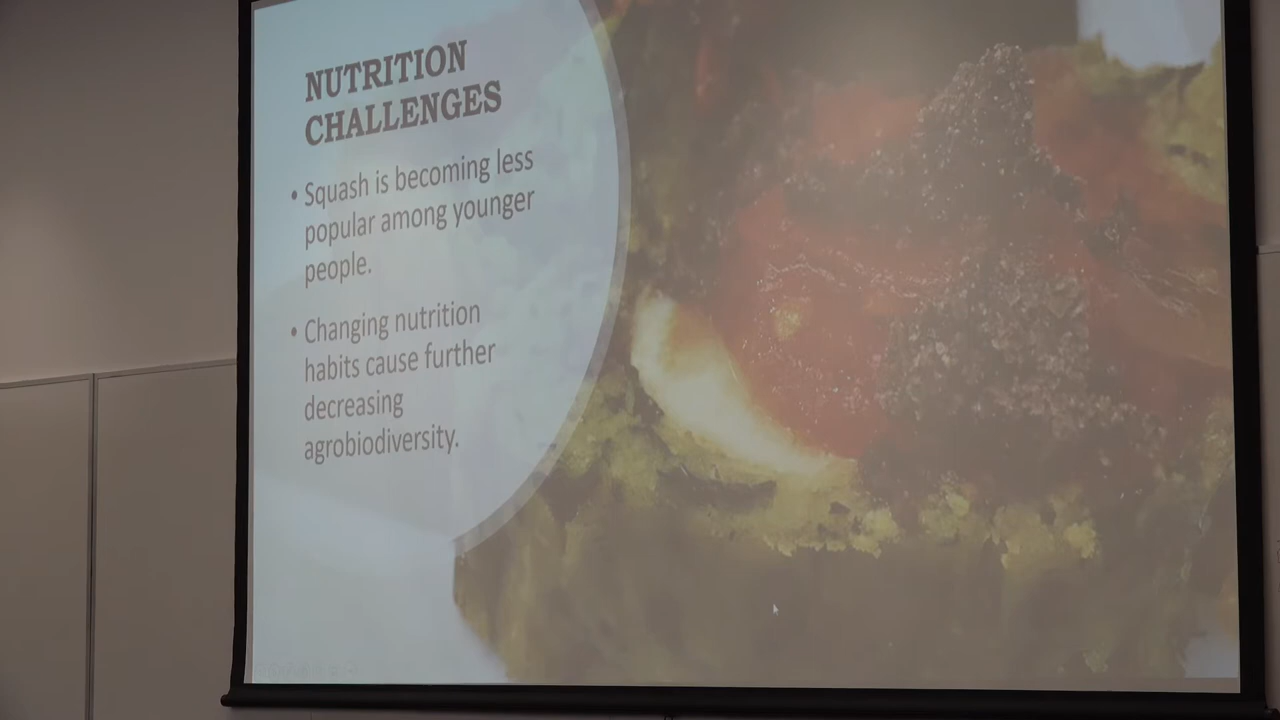 NUTRITION
CHALLENGES
• Squash is becoming less
popular among younger
people.
• Changing nutrition
habits cause further
decreasing
agrobiodiversity.